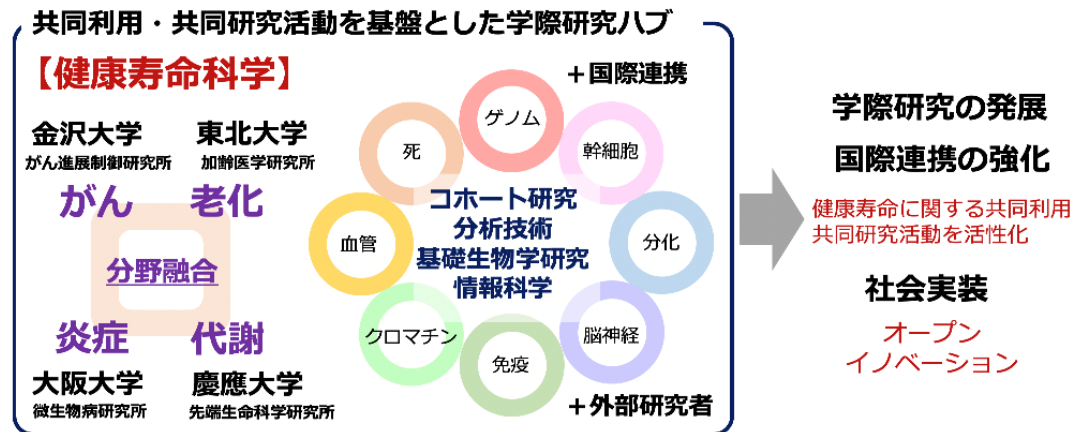 共同利用・共同研究活動を基盤とした学際研究ハブ
【健康寿命科学】
金沢大学
がん進展制御研究所
東北大学
加齢医学研究所
がん
老化
分野融合
炎症
代謝
大阪大学
微生物病研究所
慶應大学
先端生命科学研究所
+国際連携
ゲノム
幹細胞
分化
脳神経
免疫
クロマチン
血管
死
コホート研究
分析技術
基礎生物学研究
情報科学
+外部研究者
学際研究の発展
国際連携の強化
健康寿命に関する共同利用
共同研究活動を活性化
社会実装
オープン
イノベーション